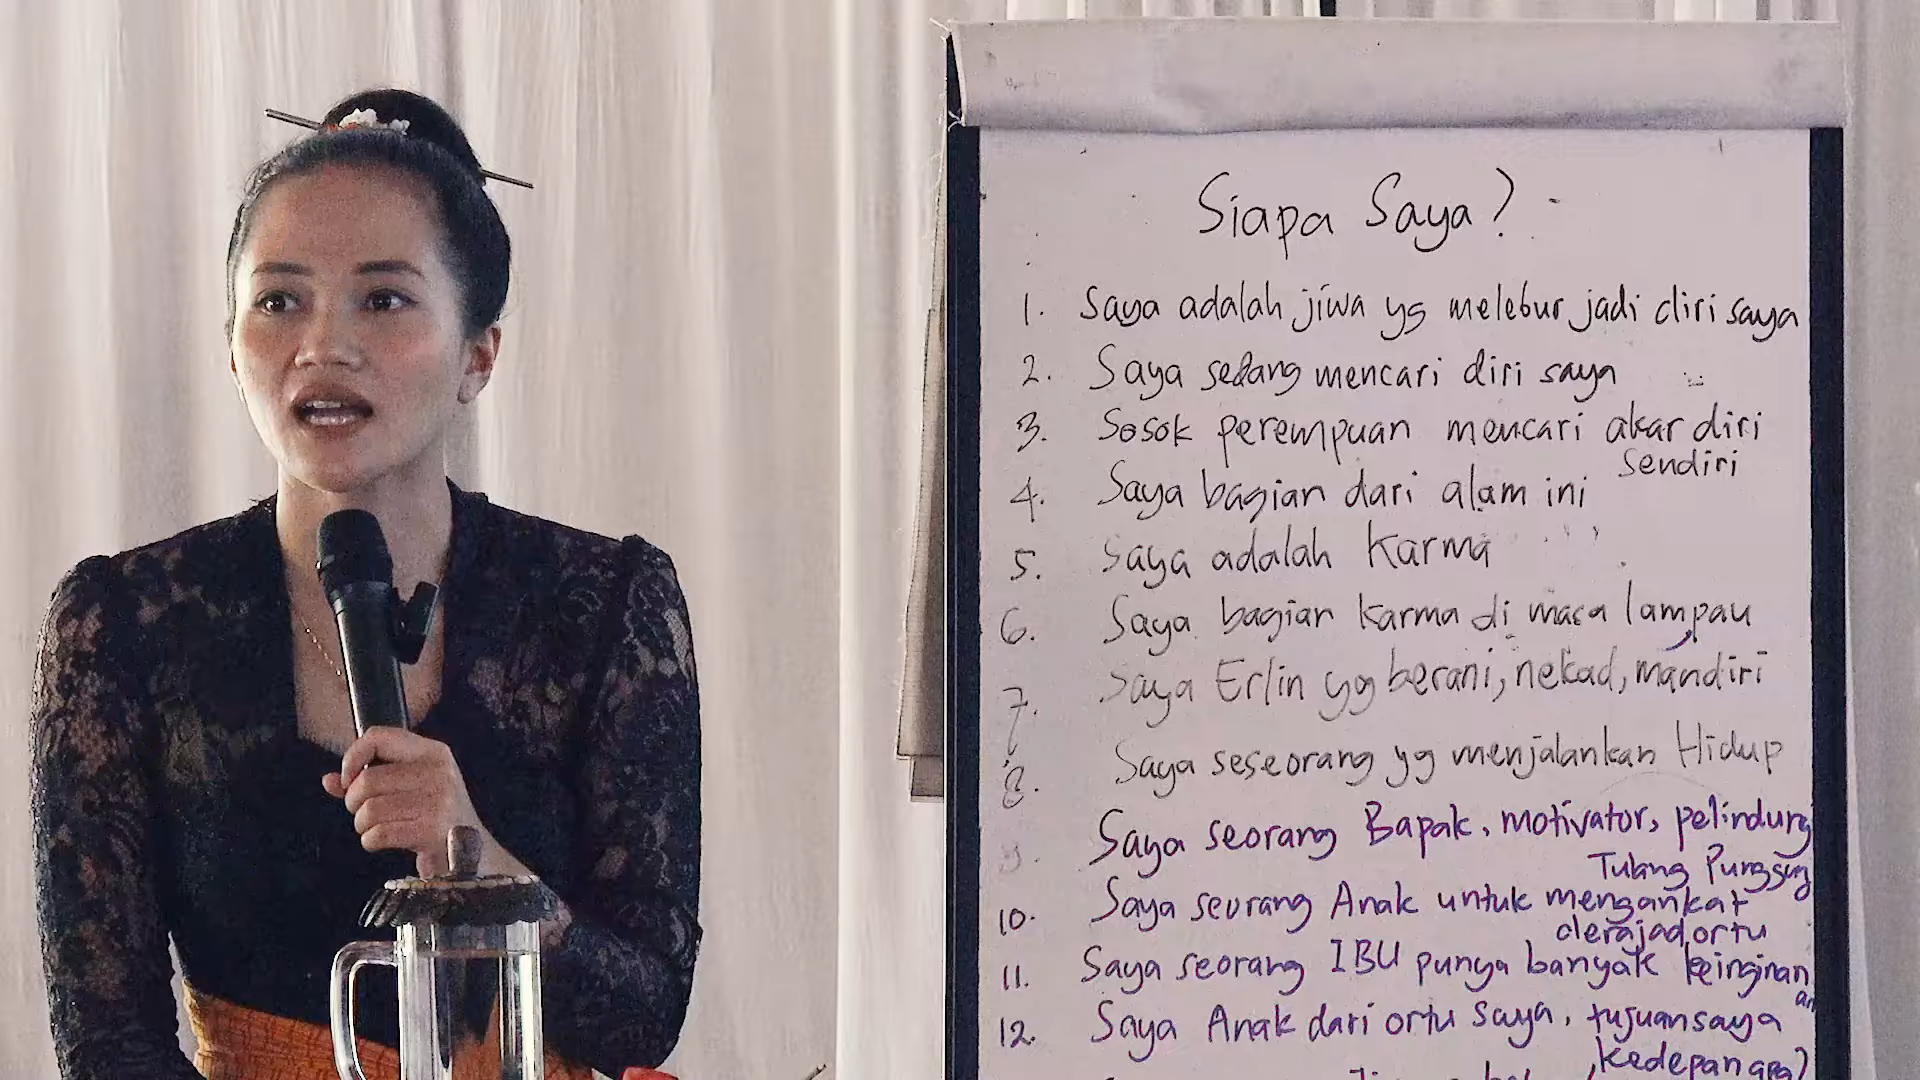 Siapa Saya?
1. Saya adalah jiwa yg melebur jadi diri saya
2. Saya sedang mencari diri saya
3. Sosok perempuan mencari akar diri
sendiri
4. Saya bagian dari alam ini
5. Saya adalah Karma
6. Saya bagian Karma di masa lampau
7. Saya Erlin yg berani, nekad, mandiri
8. Saya seseorang yg menjalankan Hidup
9. Saya seorang Bapak, motivator, pelindung
Tulang Punggung
10. Saya seorang Anak untuk mengankat
derajad ortu
11. Saya seorang IBU punya banyak keinginan
an
12. Saya Anak dari ortu saya, tujuan saya
kedepan apa?